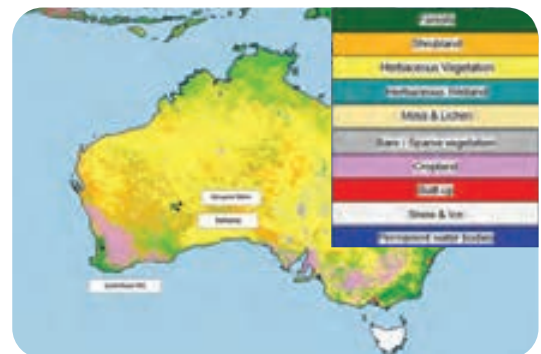 Forests
Shrubland
Herbaceous Vegetation
Herbaceous Wetland
Moss & Lichen
Bare / Sparse vegetation
Cropland
Built up
Snow & Ice
Permanent water bodies